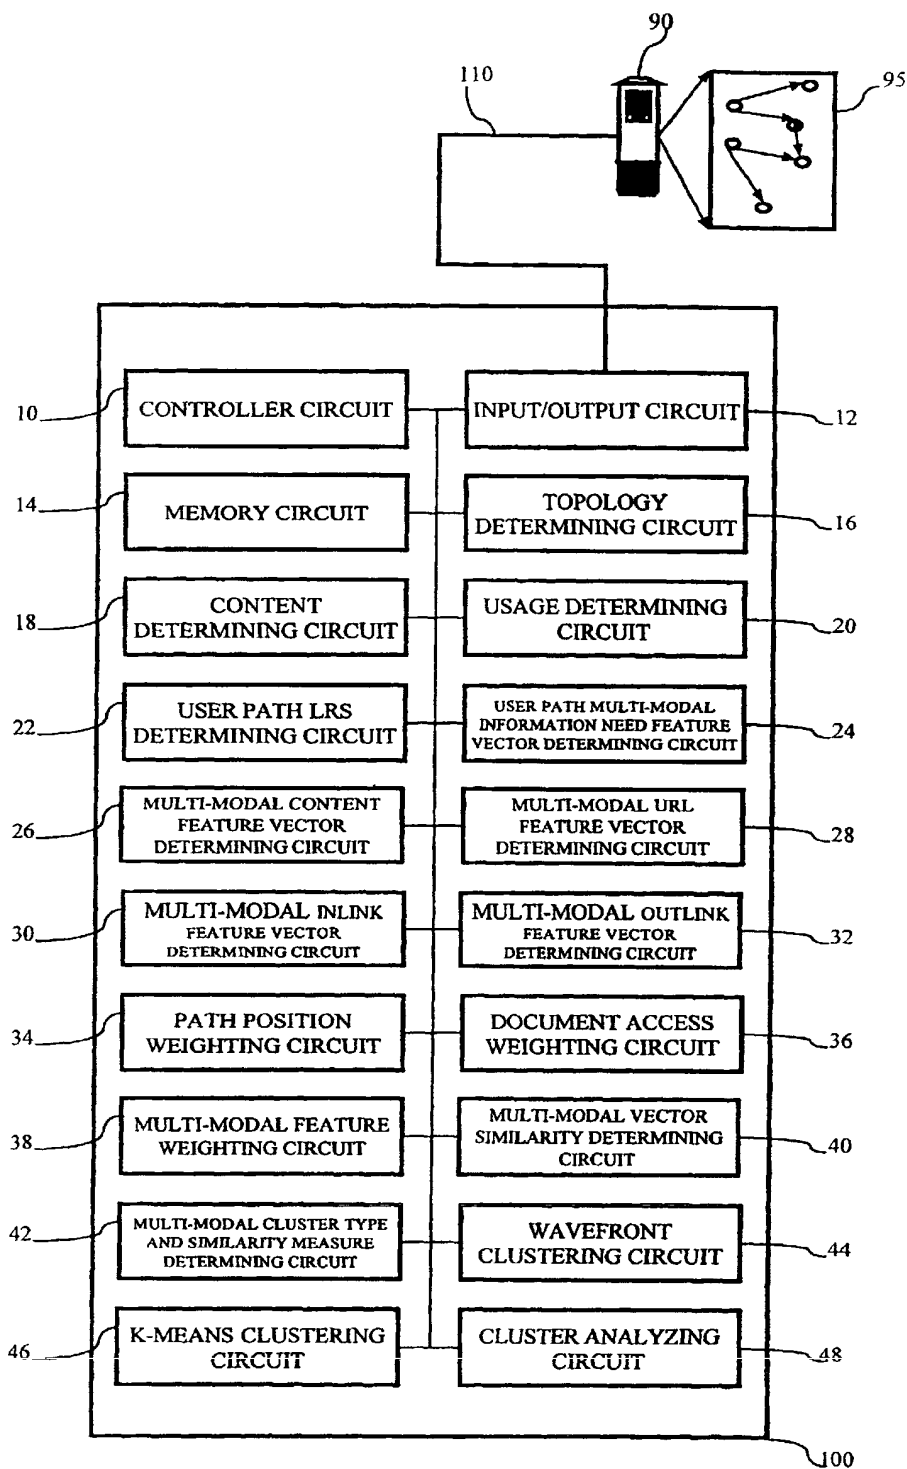 90
110
95
10
CONTROLLER CIRCUIT
INPUT/OUTPUT CIRCUIT
12
14
MEMORY CIRCUIT
TOPOLOGY
DETERMINING CIRCUIT
16
18
CONTENT
DETERMINING CIRCUIT
USAGE DETERMINING
CIRCUIT
20
22
USER PATH LRS
DETERMINING CIRCUIT
USER PATH MULTI-MODAL
INFORMATION NEED FEATURE
VECTOR DETERMINING CIRCUIT
24
26
MULTI-MODAL CONTENT
FEATURE VECTOR
DETERMINING CIRCUIT
MULTI-MODAL URL
FEATURE VECTOR
DETERMINING CIRCUIT
28
30
MULTI-MODAL INLINK
FEATURE VECTOR
DETERMINING CIRCUIT
MULTI-MODAL OUTLINK
FEATURE VECTOR
DETERMINING CIRCUIT
32
34
PATH POSITION
WEIGHTING CIRCUIT
DOCUMENT ACCESS
WEIGHTING CIRCUIT
36
38
MULTI-MODAL FEATURE
WEIGHTING CIRCUIT
MULTI-MODAL VECTOR
SIMILARITY DETERMINING
CIRCUIT
40
42
MULTI-MODAL CLUSTER TYPE
AND SIMILARITY MEASURE
DETERMINING CIRCUIT
WAVEFRONT
CLUSTERING CIRCUIT
44
46
K-MEANS CLUSTERING
CIRCUIT
CLUSTER ANALYZING
CIRCUIT
48
100